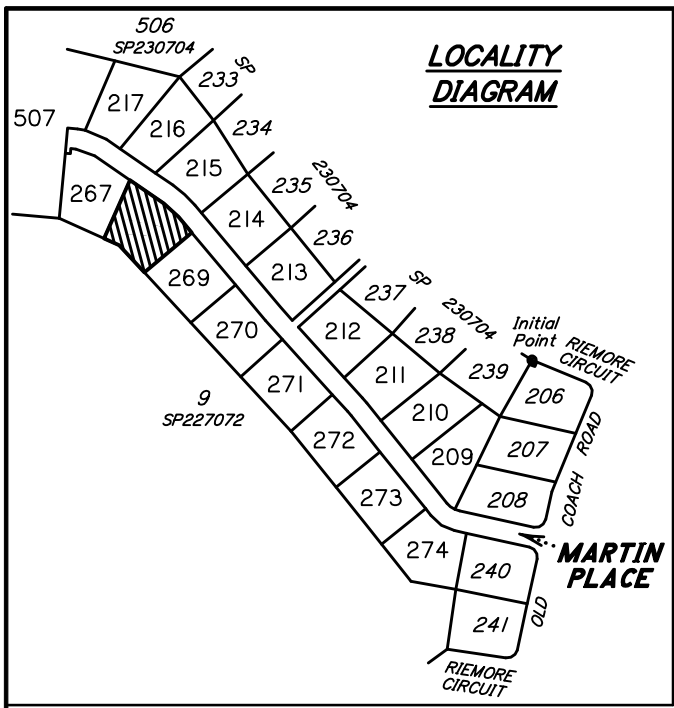 LOCALITY
DIAGRAM
506
SP230704
233
SP
507
217
216
234
215
235
230704
267
214
236
213
269
237
SP
230704
212
238
Initial
Point
RIEMORE
CIRCUIT
270
211
239
206
9
SP227072
271
210
207
ROAD
272
209
208
COACH
273
274
240
MARTIN
PLACE
241
OLD
RIEMORE
CIRCUIT